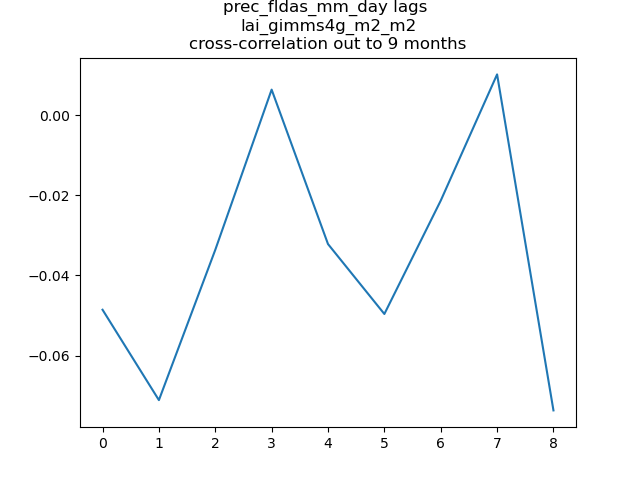 prec_fldas_mm_day lags
lai_gimms4g_m2_m2
cross-correlation out to 9 months
0.00
−0.02
−0.04
−0.06
0 1 2 3 4 5 6 7 8